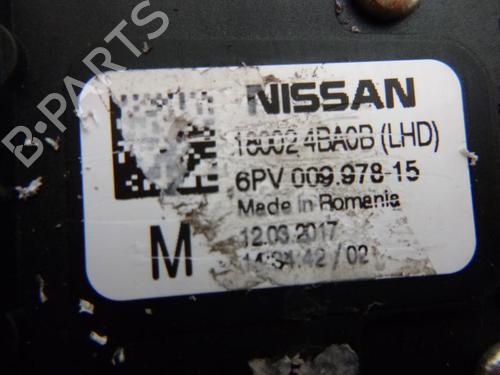 B-PARTS
NISSAN
18002 4BA0B (LHD)
6PV 009.978-15
Made in Romania
12.03.2017
M
14:34:42 / 02